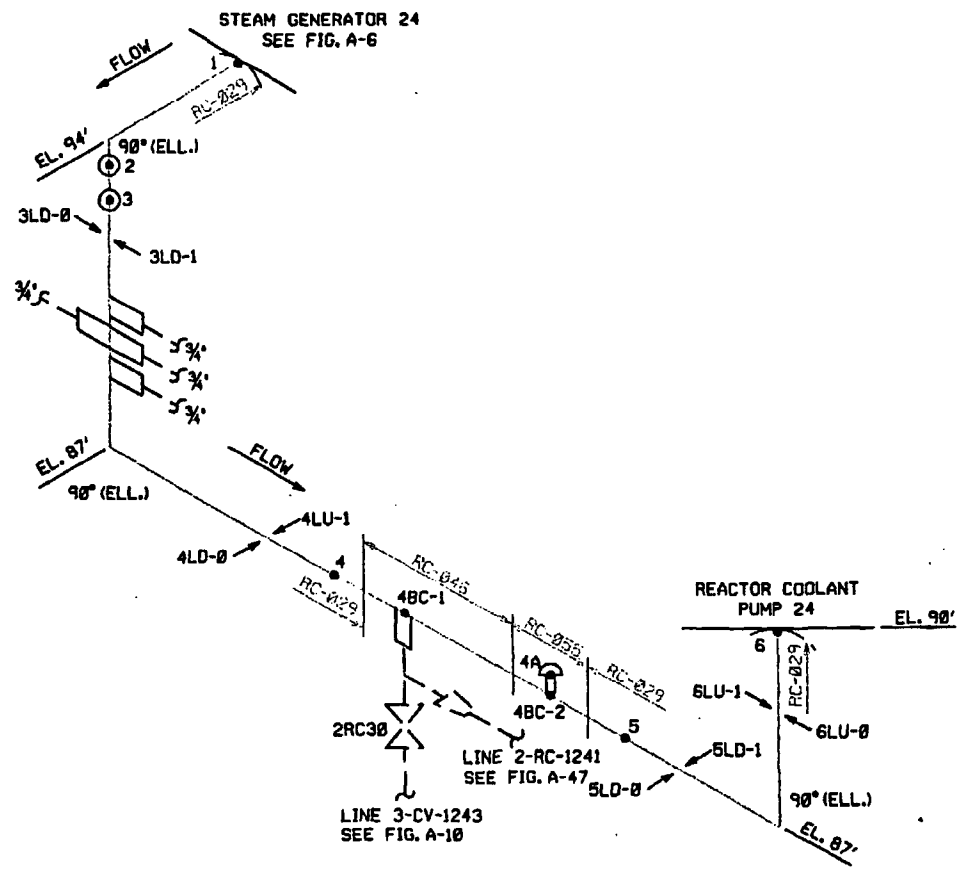 STEAM GENERATOR 24
SEE FIG. A-6
FLOW
1
RC-029
EL. 94'
90° (ELL.)
2
3
3LD-0
3LD-1
3/4"
3/4"
3/4"
3/4"
EL. 87'
90° (ELL.)
FLOW
4LU-1
4LD-0
4
RC-029
RC-046
4BC-1
RC-055
RC-029
4A
4BC-2
2RC30
LINE 2-RC-1241
SEE FIG. A-47
LINE 3-CV-1243
SEE FIG. A-10
5
5LD-1
5LD-0
REACTOR COOLANT
PUMP 24
EL. 90'
6
RC-029
6LU-1
6LU-0
90° (ELL.)
EL. 87'